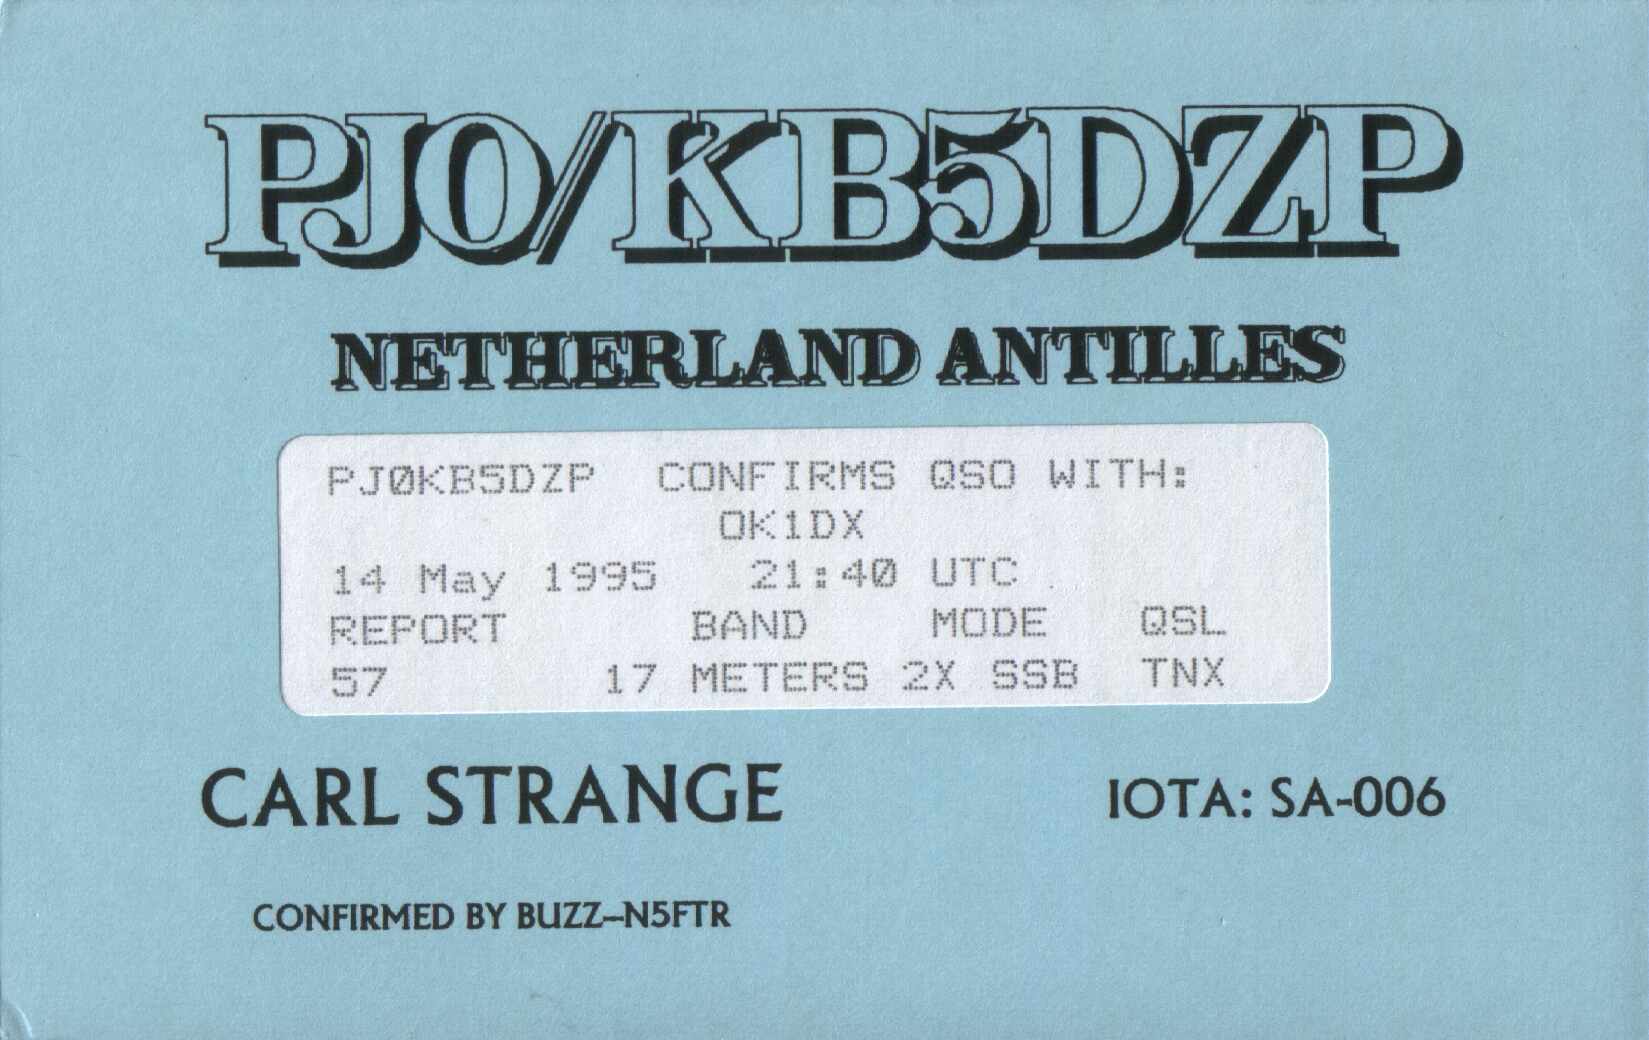 PJ0/KB5DZP
NETHERLAND ANTILLES
PJ0KB5DZP CONFIRMS QSO WITH:
OK1DX
14 May 1995 21:40 UTC
REPORT BAND MODE QSL
57 17 METERS 2X SSB TNX
CARL STRANGE
IOTA: SA-006
CONFIRMED BY BUZZ–N5FTR